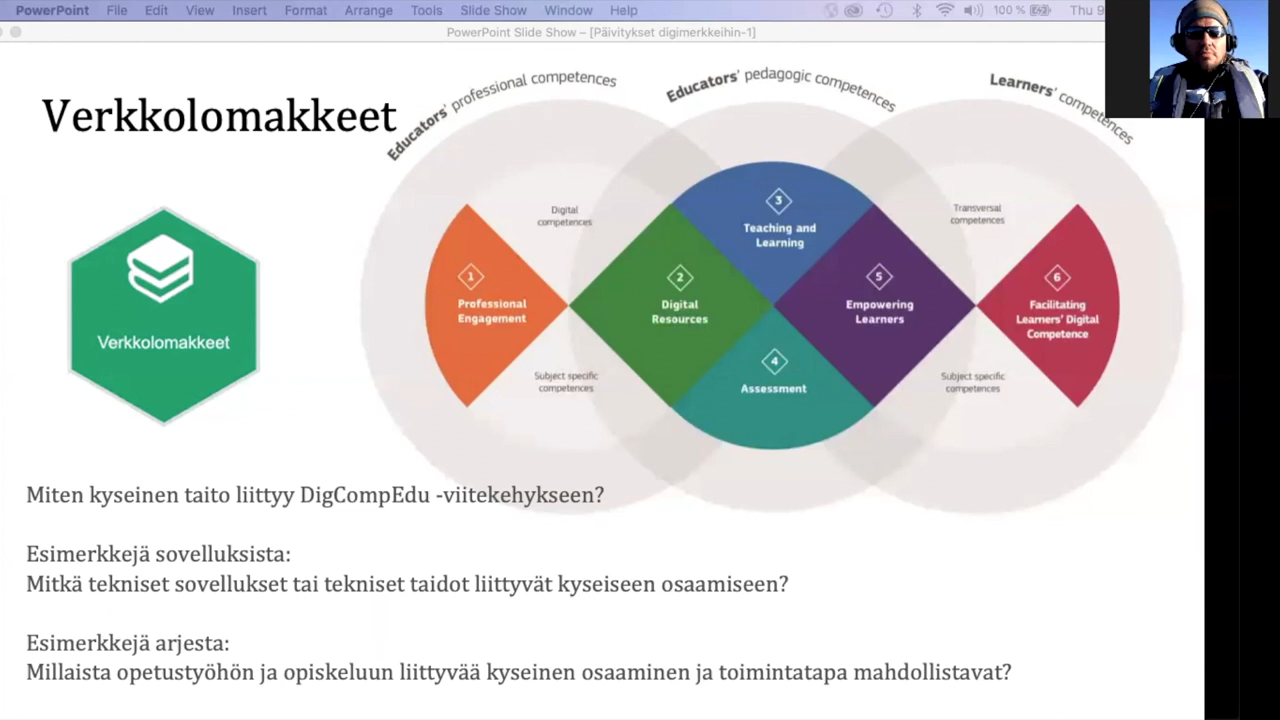 PowerPoint File Edit View Insert Format Arrange Tools Slide Show Window Help 100 % Thu 9
PowerPoint Slide Show – [Päivitykset digimerkkeihin-1]
Verkkolomakkeet
Educators' professional competences
Educators' pedagogic competences
Learners' competences
Digital
competences
Transversal
competences
3
Teaching and
Learning
1
Professional
Engagement
2
Digital
Resources
5
Empowering
Learners
6
Facilitating
Learners' Digital
Competence
4
Assessment
Subject specific
competences
Subject specific
competences
Verkkolomakkeet
Miten kyseinen taito liittyy DigCompEdu -viitekehykseen?
Esimerkkejä sovelluksista:
Mitkä tekniset sovellukset tai tekniset taidot liittyvät kyseiseen osaamiseen?
Esimerkkejä arjesta:
Millaista opetustyöhön ja opiskeluun liittyvää kyseinen osaaminen ja toimintatapa mahdollistavat?